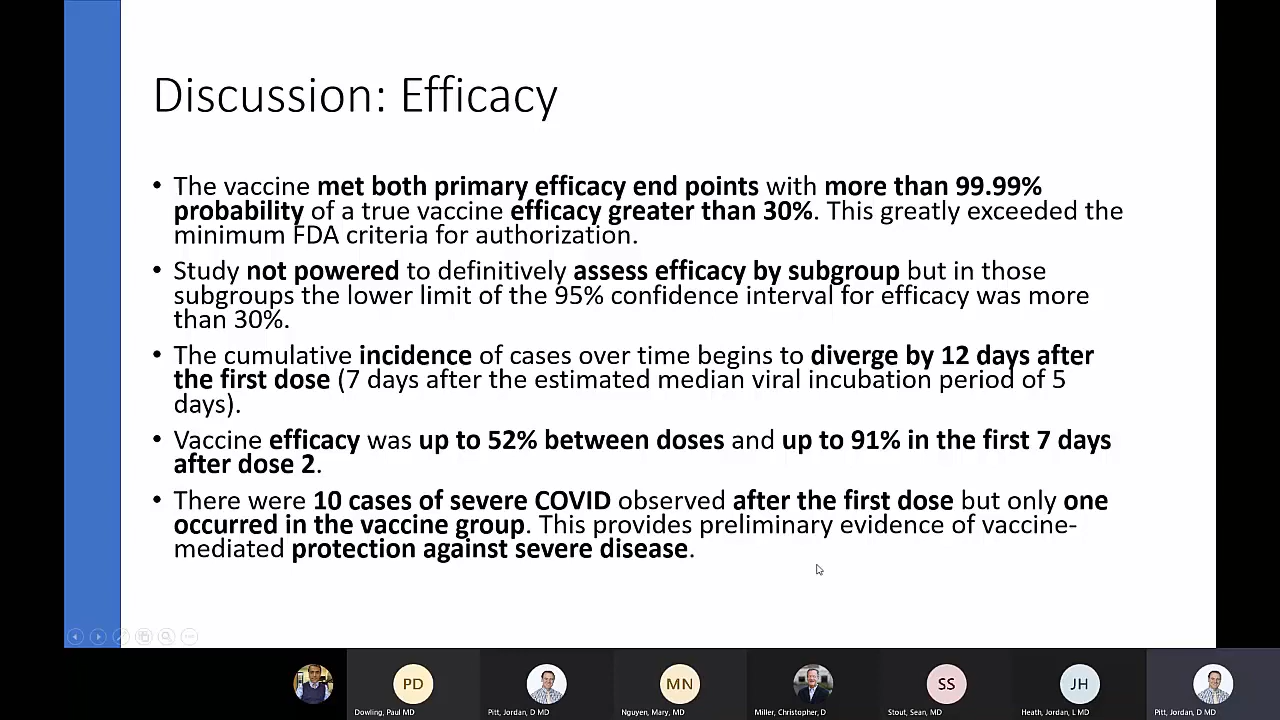 Discussion: Efficacy
• The vaccine met both primary efficacy end points with more than 99.99%
probability of a true vaccine efficacy greater than 30%. This greatly exceeded the
minimum FDA criteria for authorization.
• Study not powered to definitively assess efficacy by subgroup but in those
subgroups the lower limit of the 95% confidence interval for efficacy was more
than 30%.
• The cumulative incidence of cases over time begins to diverge by 12 days after
the first dose (7 days after the estimated median viral incubation period of 5
days).
• Vaccine efficacy was up to 52% between doses and up to 91% in the first 7 days
after dose 2.
• There were 10 cases of severe COVID observed after the first dose but only one
occurred in the vaccine group. This provides preliminary evidence of vaccine-
mediated protection against severe disease.
PD
MN
SS
JH
Dowling, Paul MD
Pitt, Jordan, D MD
Nguyen, Mary, MD
Miller, Christopher, D
Stout, Sean, MD
Heath, Jordan, L MD
Pitt, Jordan, D MD